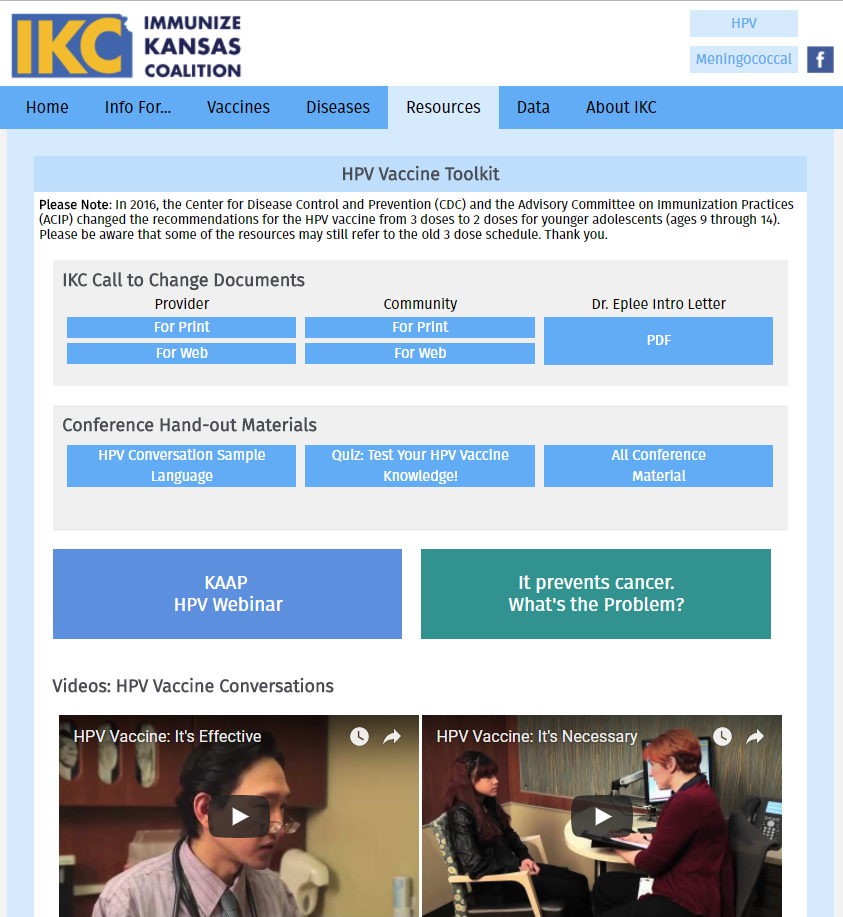 IKC
IMMUNIZE
KANSAS
COALITION
HPV
Meningococcal
f
Home Info For... Vaccines Diseases Resources Data About IKC
HPV Vaccine Toolkit
Please Note: In 2016, the Center for Disease Control and Prevention (CDC) and the Advisory Committee on Immunization Practices
(ACIP) changed the recommendations for the HPV vaccine from 3 doses to 2 doses for younger adolescents (ages 9 through 14).
Please be aware that some of the resources may still refer to the old 3 dose schedule. Thank you.
IKC Call to Change Documents
Provider Community Dr. Eplee Intro Letter
For Print For Print PDF
For Web For Web
Conference Hand-out Materials
HPV Conversation Sample
Language
Quiz: Test Your HPV Vaccine
Knowledge!
All Conference
Material
KAAP
HPV Webinar
It prevents cancer.
What's the Problem?
Videos: HPV Vaccine Conversations
HPV Vaccine: It's Effective
HPV Vaccine: It's Necessary